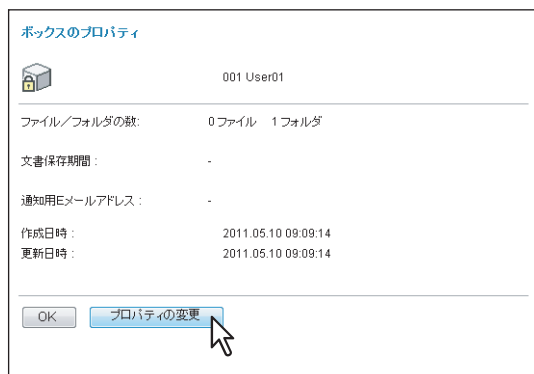 ボックスのプロパティ
001 User01
ファイル／フォルダの数: 0 ファイル 1 フォルダ
文書保存期間 : -
通知用Eメールアドレス : -
作成日時 : 2011.05.10 09:09:14
更新日時 : 2011.05.10 09:09:14
OK プロパティの変更